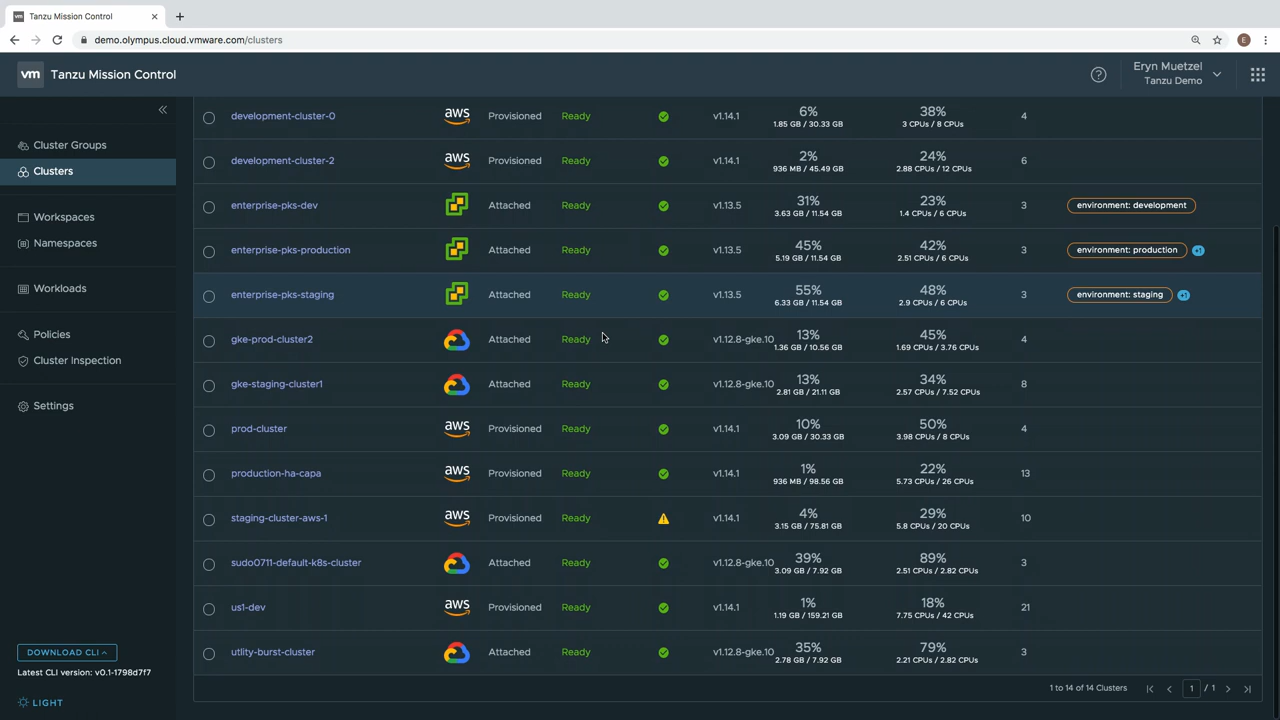 Tanzu Mission Control
demo.olympus.cloud.vmware.com/clusters
E
vm Tanzu Mission Control
Eryn Muetzel
Tanzu Demo
Cluster Groups
Clusters
Workspaces
Namespaces
Workloads
Policies
Cluster Inspection
Settings
DOWNLOAD CLI
Latest CLI version: v0.1-1798d7f7
LIGHT
development-cluster-0 aws Provisioned Ready v1.14.1 6% 38% 4
1.85 GB / 30.33 GB 3 CPUs / 8 CPUs
development-cluster-2 aws Provisioned Ready v1.14.1 2% 24% 6
936 MB / 45.49 GB 2.88 CPUs / 12 CPUs
enterprise-pks-dev Attached Ready v1.13.5 31% 23% 3 environment: development
3.63 GB / 11.54 GB 1.4 CPUs / 6 CPUs
enterprise-pks-production Attached Ready v1.13.5 45% 42% 3 environment: production +1
5.19 GB / 11.54 GB 2.51 CPUs / 6 CPUs
enterprise-pks-staging Attached Ready v1.13.5 55% 48% 3 environment: staging +1
6.33 GB / 11.54 GB 2.9 CPUs / 6 CPUs
gke-prod-cluster2 Attached Ready v1.12.8-gke.10 13% 45% 4
1.36 GB / 10.56 GB 1.69 CPUs / 3.76 CPUs
gke-staging-cluster1 Attached Ready v1.12.8-gke.10 13% 34% 8
2.81 GB / 21.11 GB 2.57 CPUs / 7.52 CPUs
prod-cluster aws Provisioned Ready v1.14.1 10% 50% 4
3.09 GB / 30.33 GB 3.98 CPUs / 8 CPUs
production-ha-capa aws Provisioned Ready v1.14.1 1% 22% 13
936 MB / 98.56 GB 5.73 CPUs / 26 CPUs
staging-cluster-aws-1 aws Provisioned Ready v1.14.1 4% 29% 10
3.15 GB / 75.81 GB 5.8 CPUs / 20 CPUs
sudo0711-default-k8s-cluster Attached Ready v1.12.8-gke.10 39% 89% 3
3.09 GB / 7.92 GB 2.51 CPUs / 2.82 CPUs
us1-dev aws Provisioned Ready v1.14.1 1% 18% 21
1.19 GB / 159.21 GB 7.75 CPUs / 42 CPUs
utlity-burst-cluster Attached Ready v1.12.8-gke.10 35% 79% 3
2.78 GB / 7.92 GB 2.21 CPUs / 2.82 CPUs
1 to 14 of 14 Clusters 1 / 1